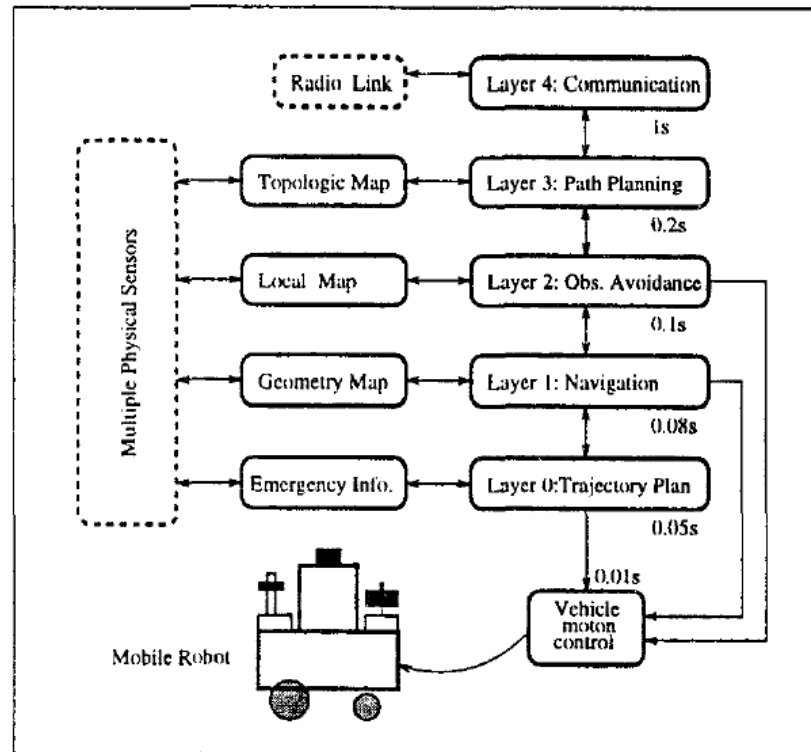 Radio Link
Layer 4: Communication
1s
Topologic Map
Layer 3: Path Planning
0.2s
Multiple Physical Sensors
Local Map
Layer 2: Obs. Avoidance
0.1s
Geometry Map
Layer 1: Navigation
0.08s
Emergency Info.
Layer 0:Trajectory Plan
0.05s
0.01s
Vehicle
moton
control
Mobile Robot